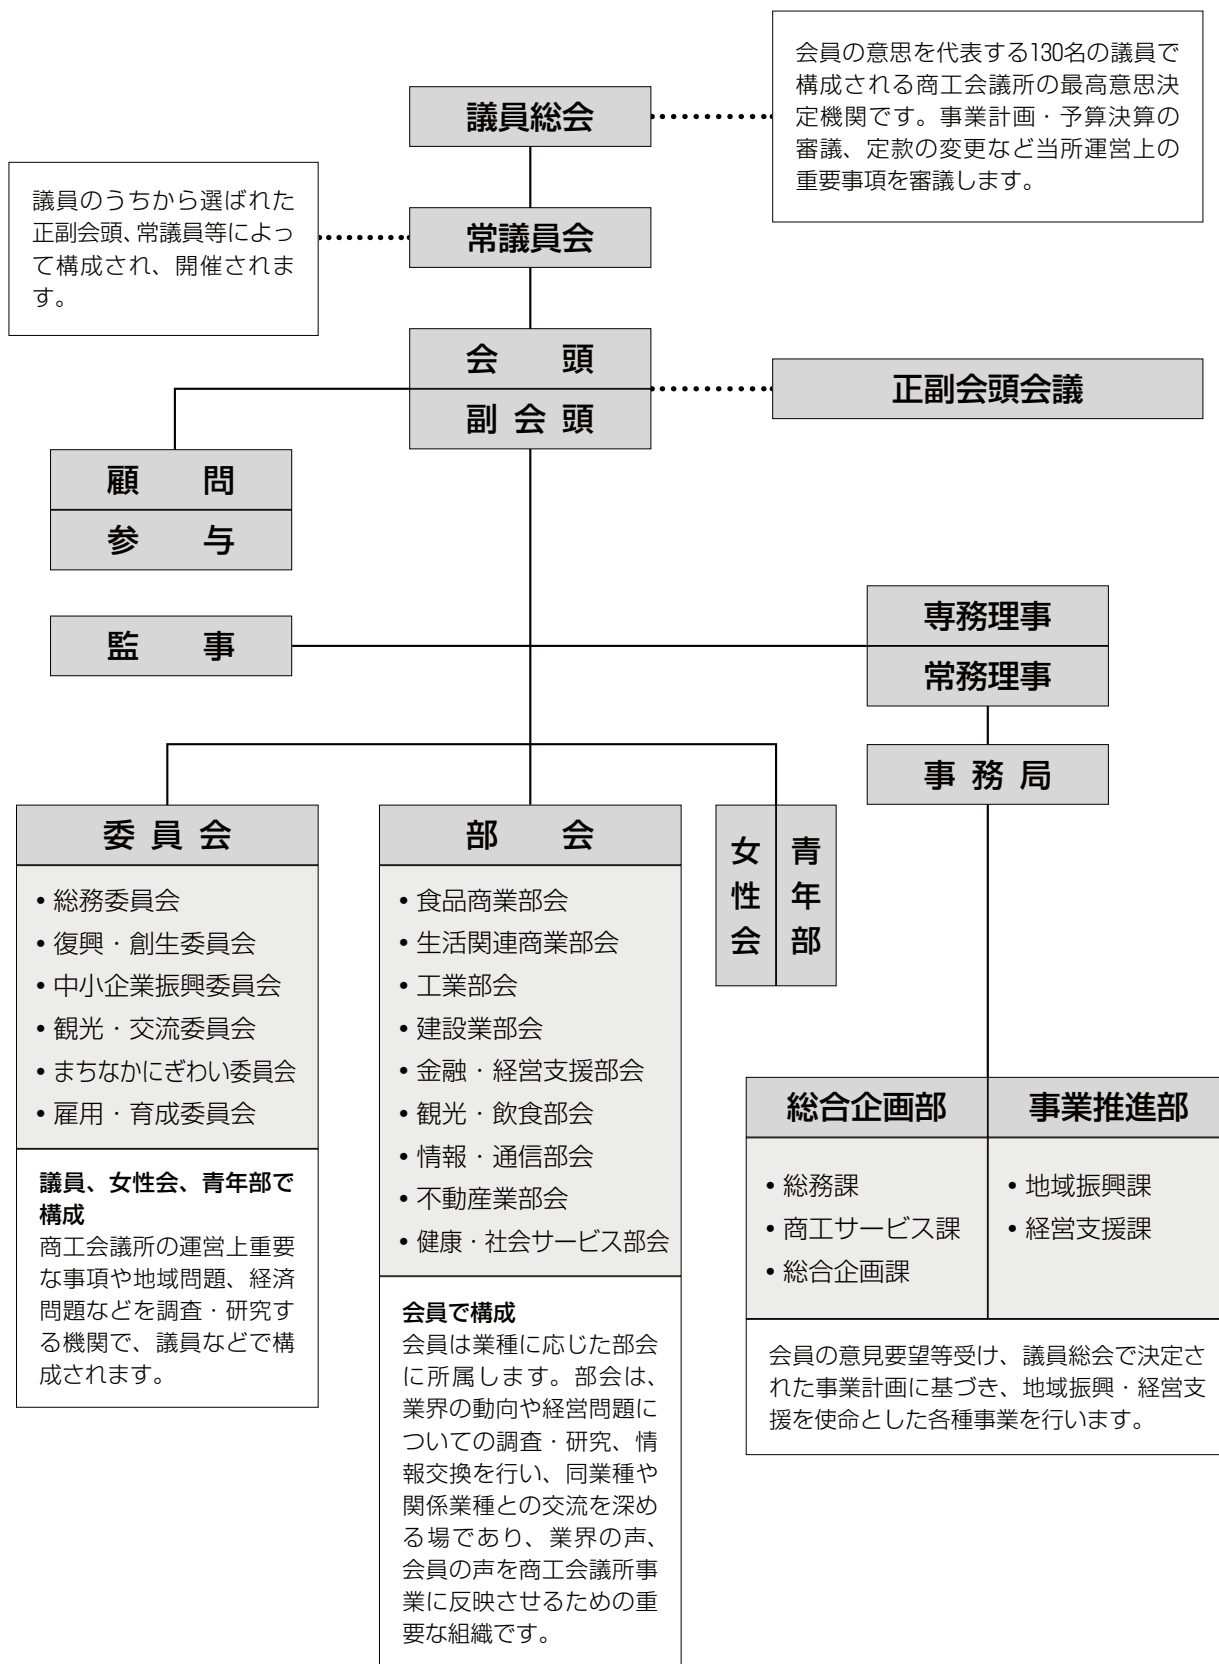 会員の意思を代表する130名の議員で
構成される商工会議所の最高意思決
定機関です。事業計画・予算決算の
審議、定款の変更など当所運営上の
重要事項を審議します。
議員総会
議員のうちから選ばれた
正副会頭、常議員等によっ
て構成され、開催されま
す。
常議員会
会　頭
副会頭
正副会頭会議
顧　問
参　与
監　事
専務理事
常務理事
事務局
委員会
・総務委員会
・復興・創生委員会
・中小企業振興委員会
・観光・交流委員会
・まちなかにぎわい委員会
・雇用・育成委員会
議員、女性会、青年部で
構成
商工会議所の運営上重要
な事項や地域問題、経済
問題などを調査・研究す
る機関で、議員などで構
成されます。
部　会
・食品商業部会
・生活関連商業部会
・工業部会
・建設業部会
・金融・経営支援部会
・観光・飲食部会
・情報・通信部会
・不動産業部会
・健康・社会サービス部会
会員で構成
会員は業種に応じた部会
に所属します。部会は、
業界の動向や経営問題に
ついての調査・研究、情
報交換を行い、同業種や
関係業種との交流を深め
る場であり、業界の声、
会員の声を商工会議所事
業に反映させるための重
要な組織です。
女性会
青年部
総合企画部
・総務課
・商工サービス課
・総合企画課
事業推進部
・地域振興課
・経営支援課
会員の意見要望等受け、議員総会で決定さ
れた事業計画に基づき、地域振興・経営支
援を使命とした各種事業を行います。